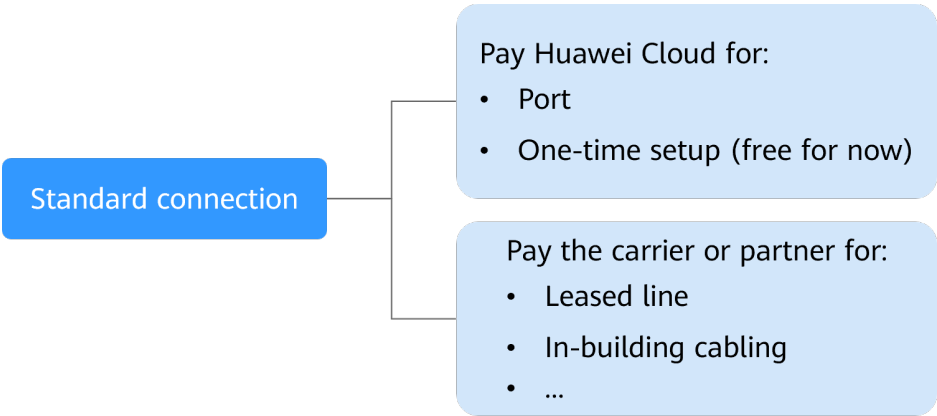 Standard connection
Pay Huawei Cloud for:
• Port
• One-time setup (free for now)
Pay the carrier or partner for:
• Leased line
• In-building cabling
• ...